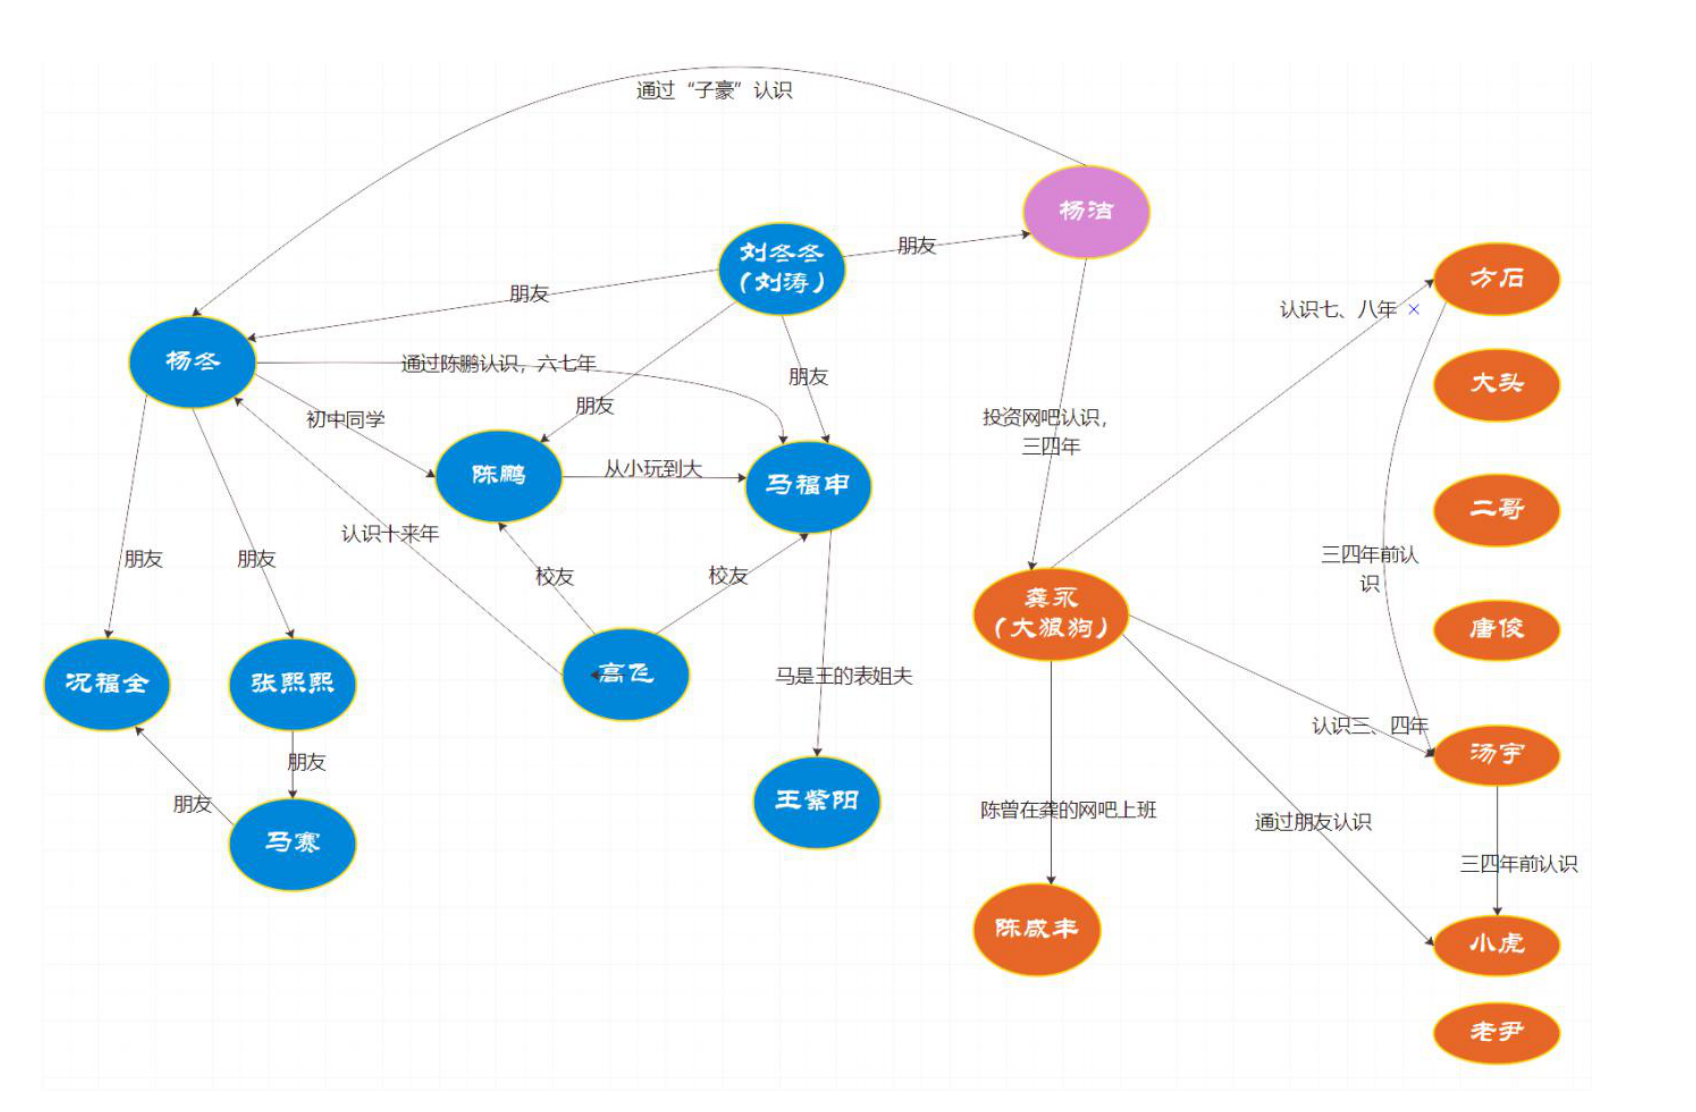 通过“子豪”认识
杨洁
刘冬冬
（刘涛）
朋友
朋友
方石
认识七、八年
杨冬
通过陈鹏认识，六七年
朋友
大头
初中同学
朋友
投资网吧认识，
三四年
陈鹏
从小玩到大
马福申
二哥
认识十来年
朋友
朋友
校友
校友
三四年前认
识
龚永
（大狠狗）
唐俊
况福全
张熙熙
高飞
马是王的表姐夫
认识三、四年
汤宇
朋友
朋友
王紫阳
陈曾在龚的网吧上班
通过朋友认识
马赛
三四年前认识
陈咸丰
小虎
老尹